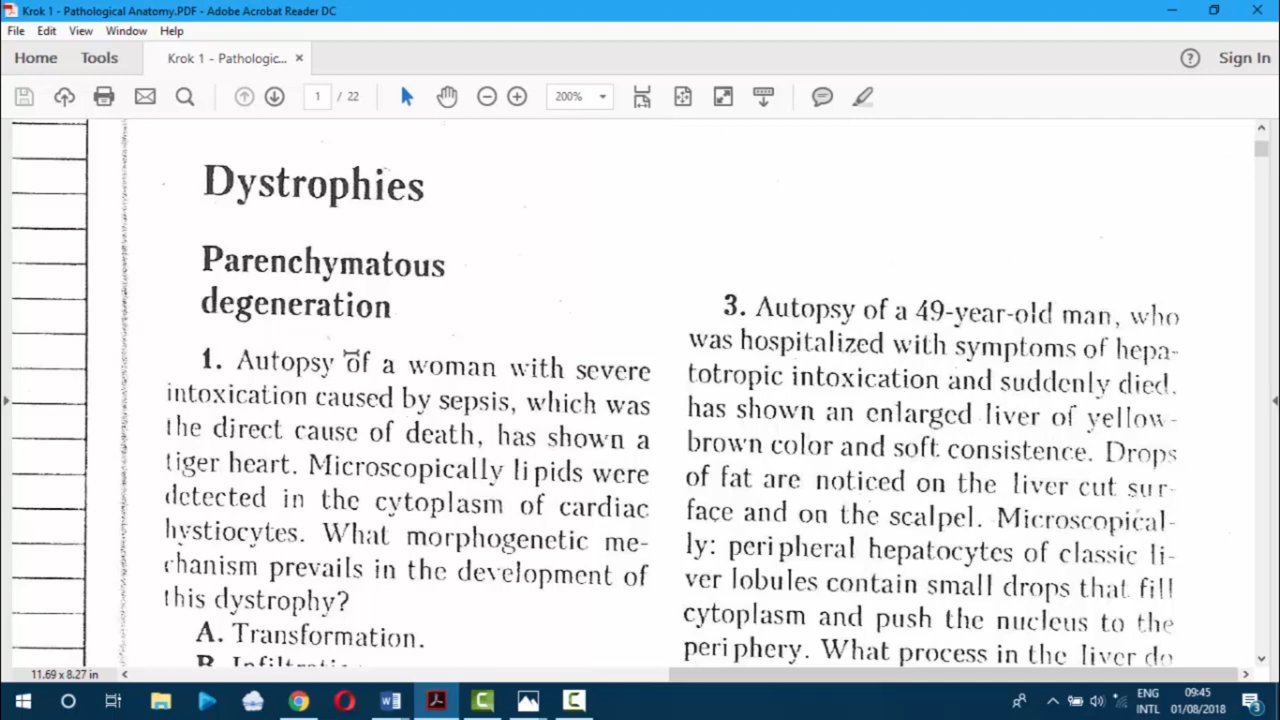 Krok 1 - Pathological Anatomy.PDF - Adobe Acrobat Reader DC
File Edit View Window Help
Home Tools Krok 1 - Pathologic... × Sign In
1 / 22 200%
Dystrophies
Parenchymatous
degeneration
1. Autopsy of a woman with severe
intoxication caused by sepsis, which was
the direct cause of death, has shown a
tiger heart. Microscopically lipids were
detected in the cytoplasm of cardiac
hystiocytes. What morphogenetic me-
chanism prevails in the development of
this dystrophy?
A. Transformation.
3. Autopsy of a 49-year-old man, who
was hospitalized with symptoms of hepa-
totropic intoxication and suddenly died,
has shown an enlarged liver of yellow-
brown color and soft consistence. Drops
of fat are noticed on the liver cut sur-
face and on the scalpel. Microscopical-
ly: peripheral hepatocytes of classic li-
ver lobules contain small drops that fill
cytoplasm and push the nucleus to the
periphery. What process in the liver do
11.69 x 8.27 in
ENG 09:45
INTL 01/08/2018 3